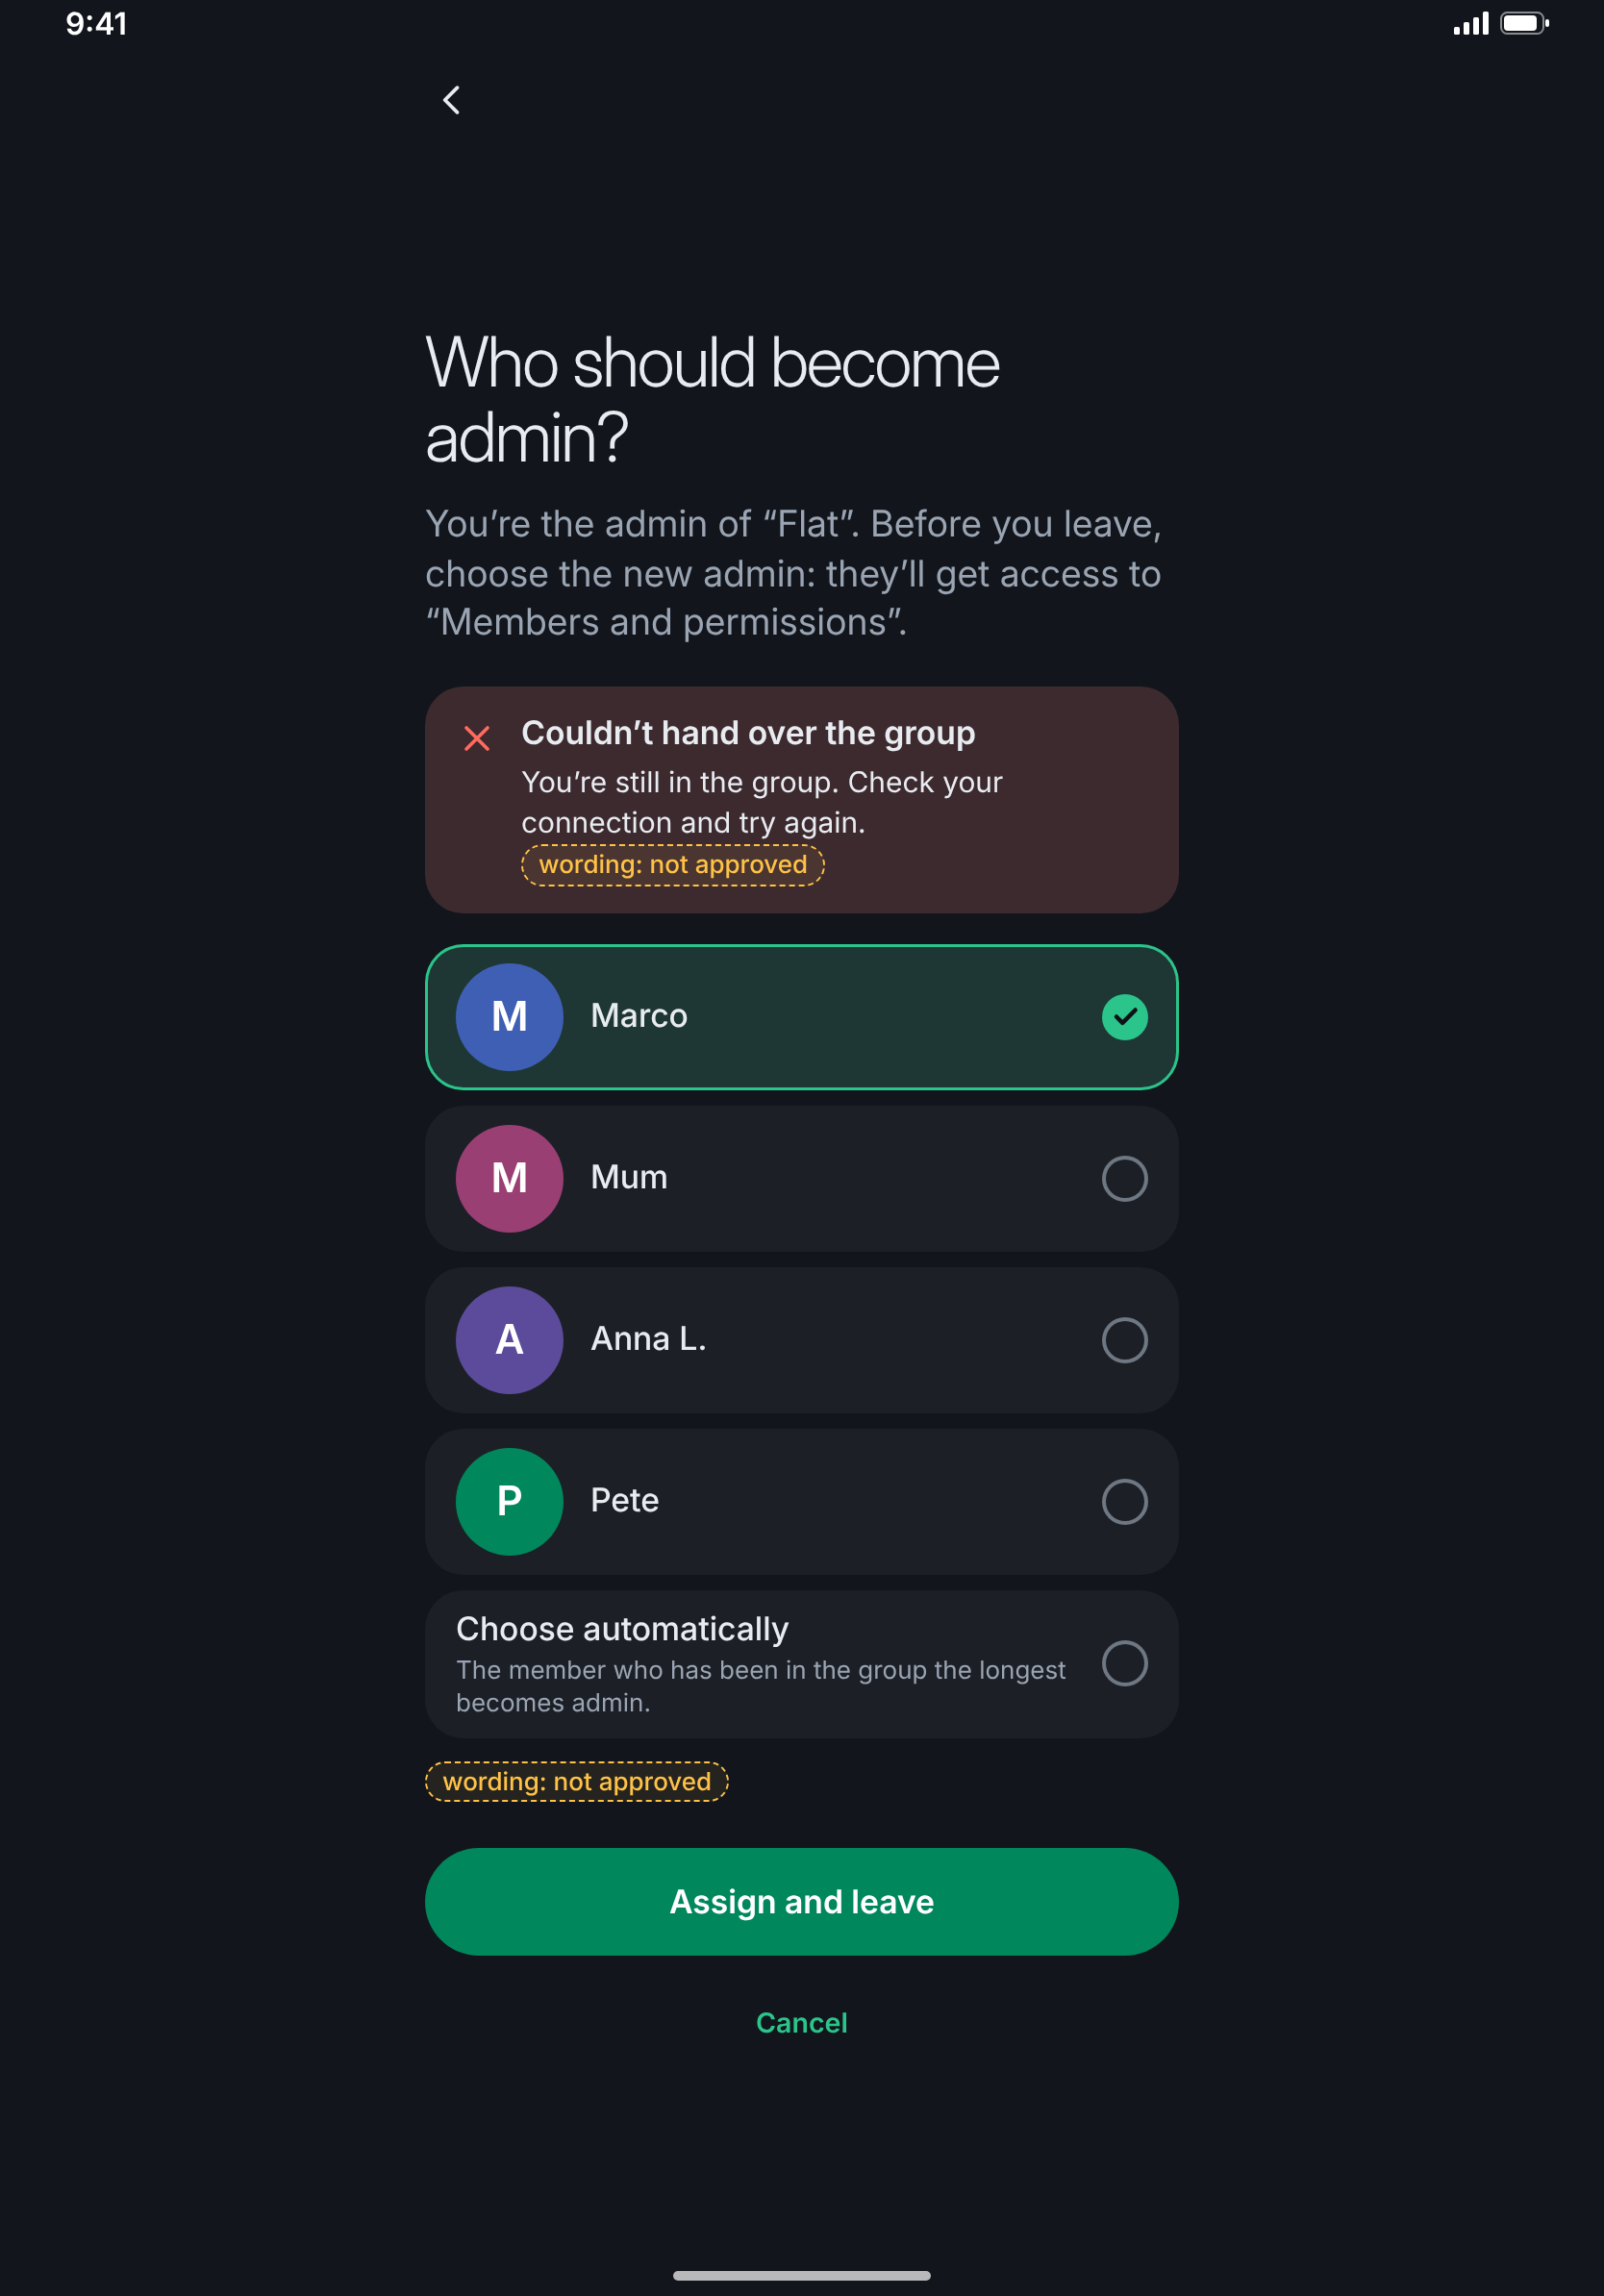 9:41
Who should become
admin?
You’re the admin of “Flat”. Before you leave,
choose the new admin: they’ll get access to
“Members and permissions”.
Couldn’t hand over the group
You’re still in the group. Check your
connection and try again.
wording: not approved
M
Marco
M
Mum
A
Anna L.
P
Pete
Choose automatically
The member who has been in the group the longest
becomes admin.
wording: not approved
Assign and leave
Cancel